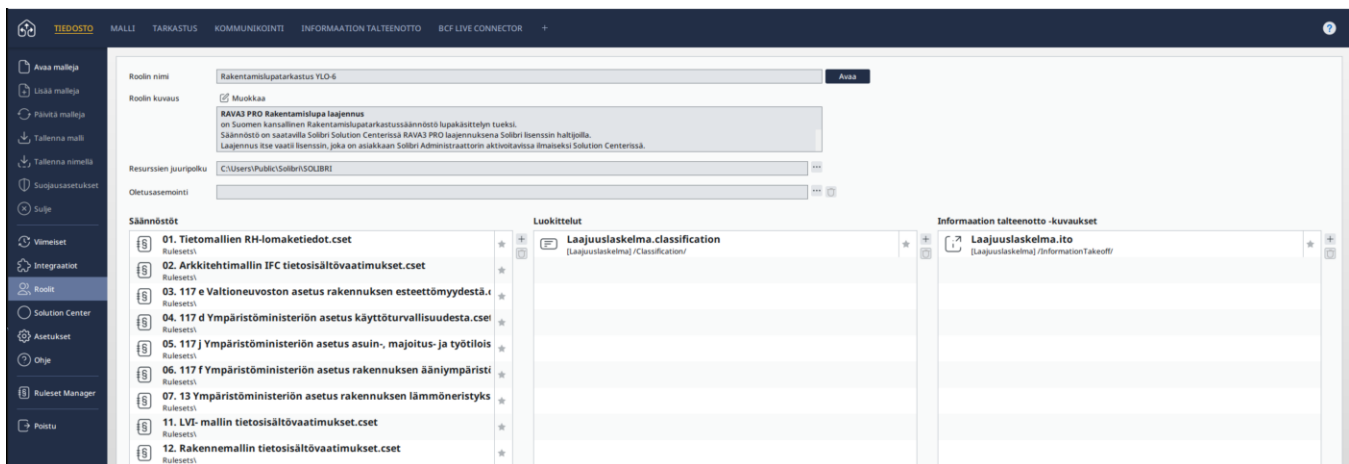 TIEDOSTO MALLI TARKASTUS KOMMUNIKOINTI INFORMAATION TALTEENOTTO BCF LIVE CONNECTOR + ?
Avaa malleja
Lisää malleja
Päivitä malleja
Tallenna malli
Tallenna nimellä
Suojausasetukset
Sulje
Viimeiset
Integraatiot
Roolit
Solution Center
Asetukset
Ohje
Ruleset Manager
Poistu
Roolin nimi Rakentamislupatarkastus YLO-6 Avaa
Roolin kuvaus Muokkaa
RAVA3 PRO Rakentamislupa laajennus
on Suomen kansallinen Rakentamislupatarkastussäännöstö lupakäsittelyn tueksi.
Säännöstö on saatavilla Solibri Solution Centerissä RAVA3 PRO laajennuksena Solibri lisenssin haltijoilla.
Laajennus itse vaatii lisenssin, joka on asiakkaan Solibri Administraattorin aktivoitavissa ilmaiseksi Solution Centerissä.
Resurssien juuripolku C:\Users\Public\Solibri\SOLIBRI ...
Oletusasemointi ...
Säännöstöt
01. Tietomallien RH-lomaketiedot.cset
Rulesets\
02. Arkkitehtimallin IFC tietosisältövaatimukset.cset
Rulesets\
03. 117 e Valtioneuvoston asetus rakennuksen esteettömyydestä.c
Rulesets\
04. 117 d Ympäristöministeriön asetus käyttöturvallisuudesta.cset
Rulesets\
05. 117 j Ympäristöministeriön asetus asuin-, majoitus- ja työtilois
Rulesets\
06. 117 f Ympäristöministeriön asetus rakennuksen ääniympäristö
Rulesets\
07. 13 Ympäristöministeriön asetus rakennuksen lämmöneristyks
Rulesets\
11. LVI- mallin tietosisältövaatimukset.cset
Rulesets\
12. Rakennemallin tietosisältövaatimukset.cset
Rulesets\
Luokittelut
Laajuuslaskelma.classification
[Laajuuslaskelma] /Classification/
Informaation talteenotto -kuvaukset
Laajuuslaskelma.ito
[Laajuuslaskelma] /InformationTakeoff/